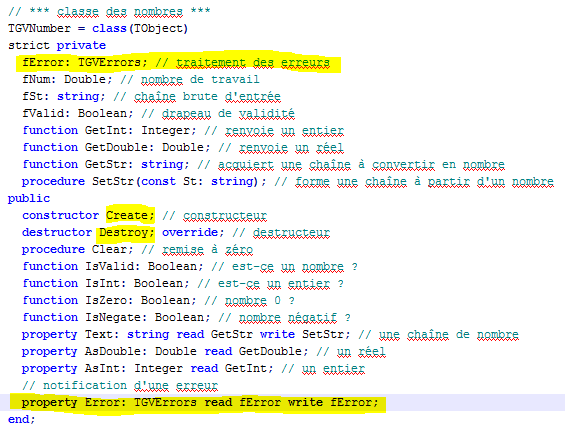 // *** classe des nombres ***
TGVNumber = class(TObject)
strict private
fError: TGVErrors; // traitement des erreurs
fNum: Double; // nombre de travail
fSt: string; // chaîne brute d'entrée
fValid: Boolean; // drapeau de validité
function GetInt: Integer; // renvoie un entier
function GetDouble: Double; // renvoie un réel
function GetStr: string; // acquiert une chaîne à convertir en nombre
procedure SetStr(const St: string); // forme une chaîne à partir d'un nombre
public
constructor Create; // constructeur
destructor Destroy; override; // destructeur
procedure Clear; // remise à zéro
function IsValid: Boolean; // est-ce un nombre ?
function IsInt: Boolean; // est-ce un entier ?
function IsZero: Boolean; // nombre 0 ?
function IsNegate: Boolean; // nombre négatif ?
property Text: string read GetStr write SetStr; // une chaîne de nombre
property AsDouble: Double read GetDouble; // un réel
property AsInt: Integer read GetInt; // un entier
// notification d'une erreur
property Error: TGVErrors read fError write fError;
end;